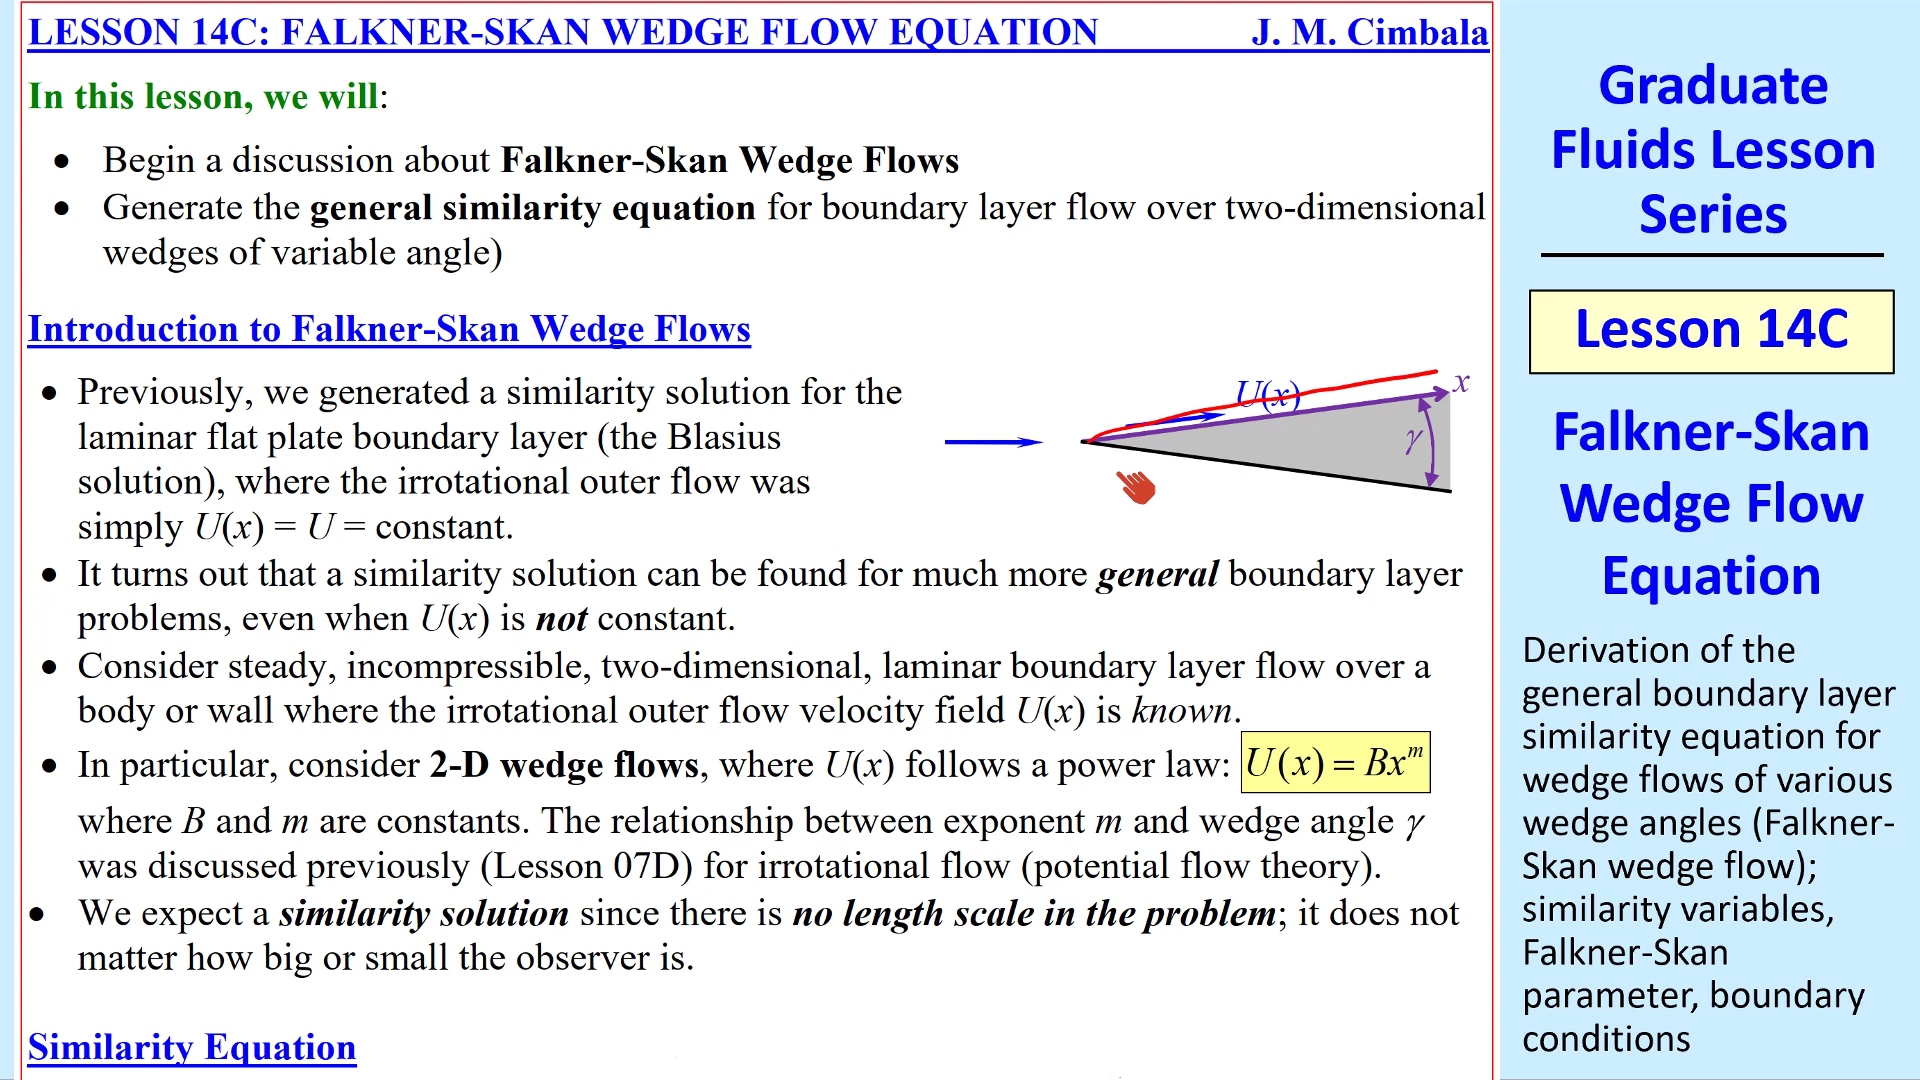 LESSON 14C: FALKNER-SKAN WEDGE FLOW EQUATION J. M. Cimbala
In this lesson, we will:
• Begin a discussion about Falkner-Skan Wedge Flows
• Generate the general similarity equation for boundary layer flow over two-dimensional
wedges of variable angle)
Introduction to Falkner-Skan Wedge Flows
• Previously, we generated a similarity solution for the
laminar flat plate boundary layer (the Blasius
solution), where the irrotational outer flow was
simply U(x) = U = constant.
U(x)
x
γ
• It turns out that a similarity solution can be found for much more general boundary layer
problems, even when U(x) is not constant.
• Consider steady, incompressible, two-dimensional, laminar boundary layer flow over a
body or wall where the irrotational outer flow velocity field U(x) is known.
• In particular, consider 2-D wedge flows, where U(x) follows a power law: U(x) = Bx^m
where B and m are constants. The relationship between exponent m and wedge angle γ
was discussed previously (Lesson 07D) for irrotational flow (potential flow theory).
• We expect a similarity solution since there is no length scale in the problem; it does not
matter how big or small the observer is.
Similarity Equation
Graduate
Fluids Lesson
Series
Lesson 14C
Falkner-Skan
Wedge Flow
Equation
Derivation of the
general boundary layer
similarity equation for
wedge flows of various
wedge angles (Falkner-
Skan wedge flow);
similarity variables,
Falkner-Skan
parameter, boundary
conditions